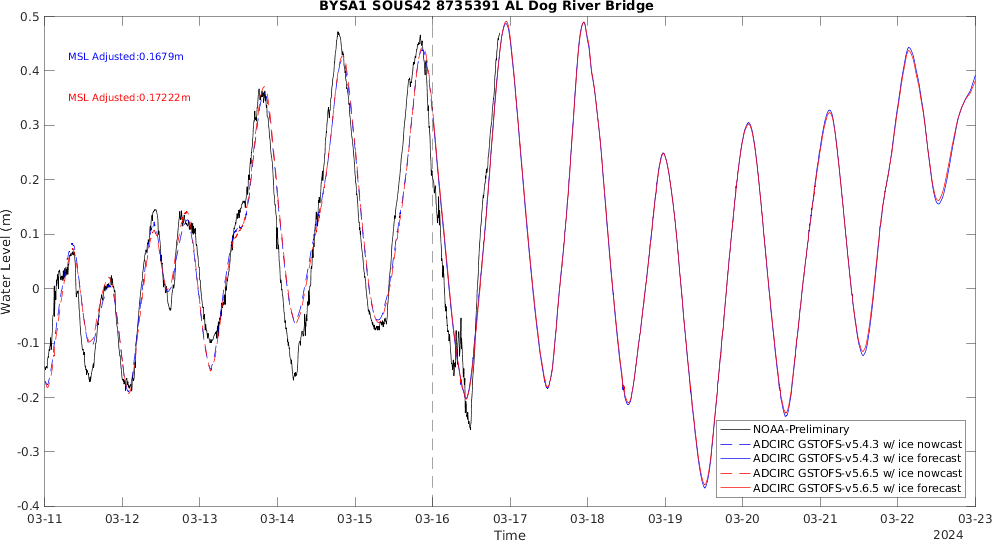 BYSA1 SOUS42 8735391 AL Dog River Bridge
MSL Adjusted:0.1679m
MSL Adjusted:0.17222m
Water Level (m)
0.5
0.4
0.3
0.2
0.1
0
-0.1
-0.2
-0.3
-0.4
NOAA-Preliminary
ADCIRC GSTOFS-v5.4.3 w/ ice nowcast
ADCIRC GSTOFS-v5.4.3 w/ ice forecast
ADCIRC GSTOFS-v5.6.5 w/ ice nowcast
ADCIRC GSTOFS-v5.6.5 w/ ice forecast
03-11 03-12 03-13 03-14 03-15 03-16 03-17 03-18 03-19 03-20 03-21 03-22 03-23
Time
2024